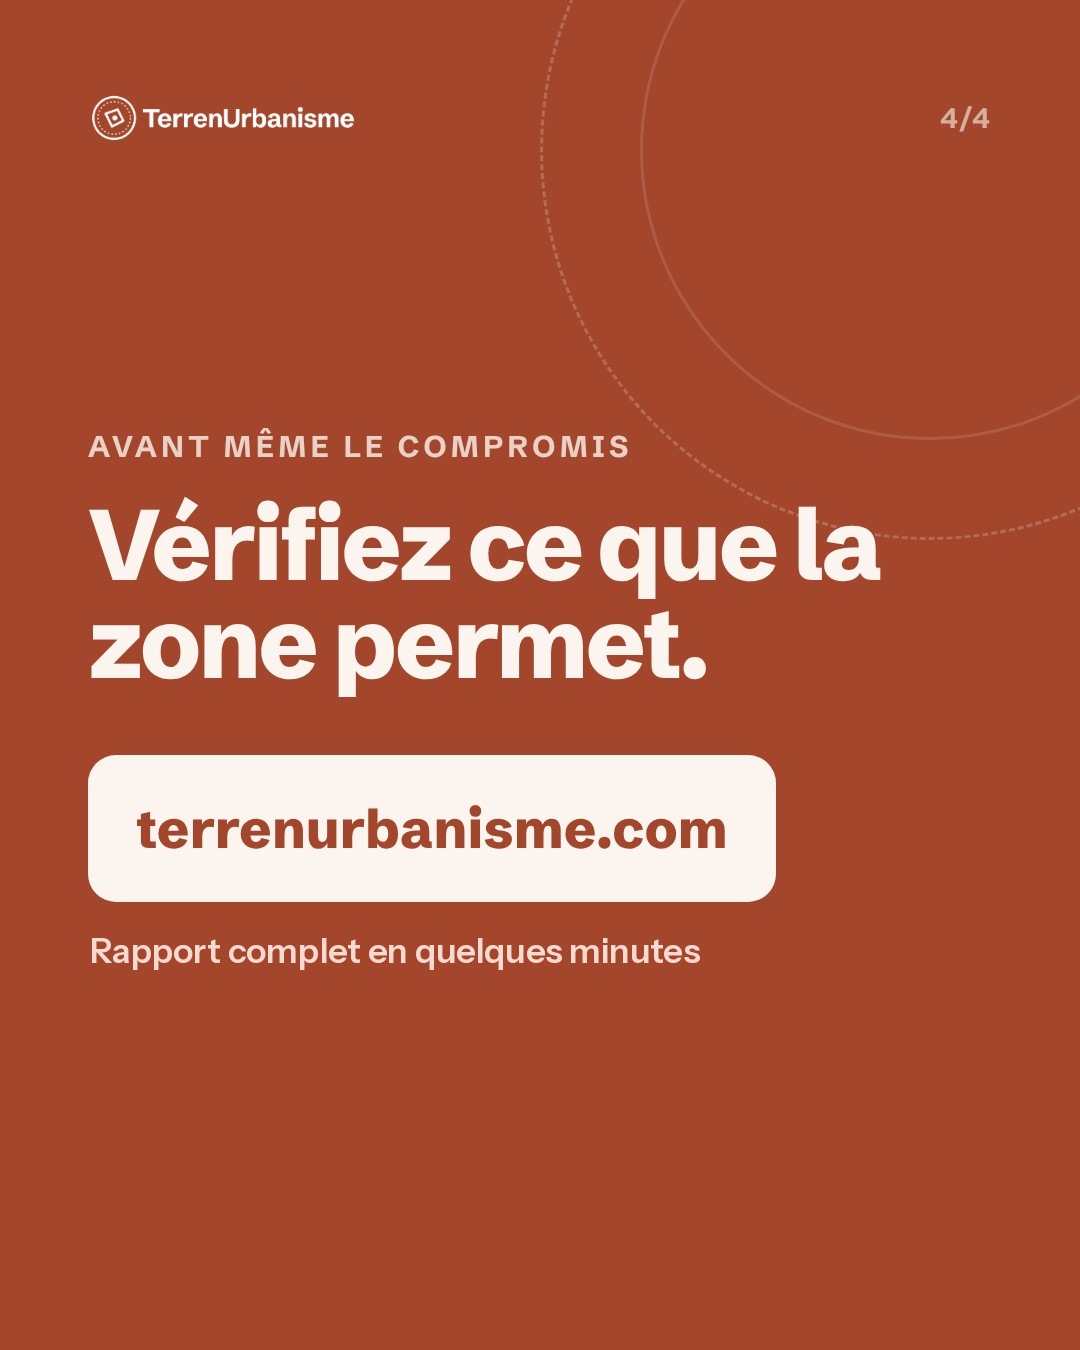 TerrenUrbanisme
4/4
AVANT MÊME LE COMPROMIS
Vérifiez ce que la
zone permet.
terrenurbanisme.com
Rapport complet en quelques minutes